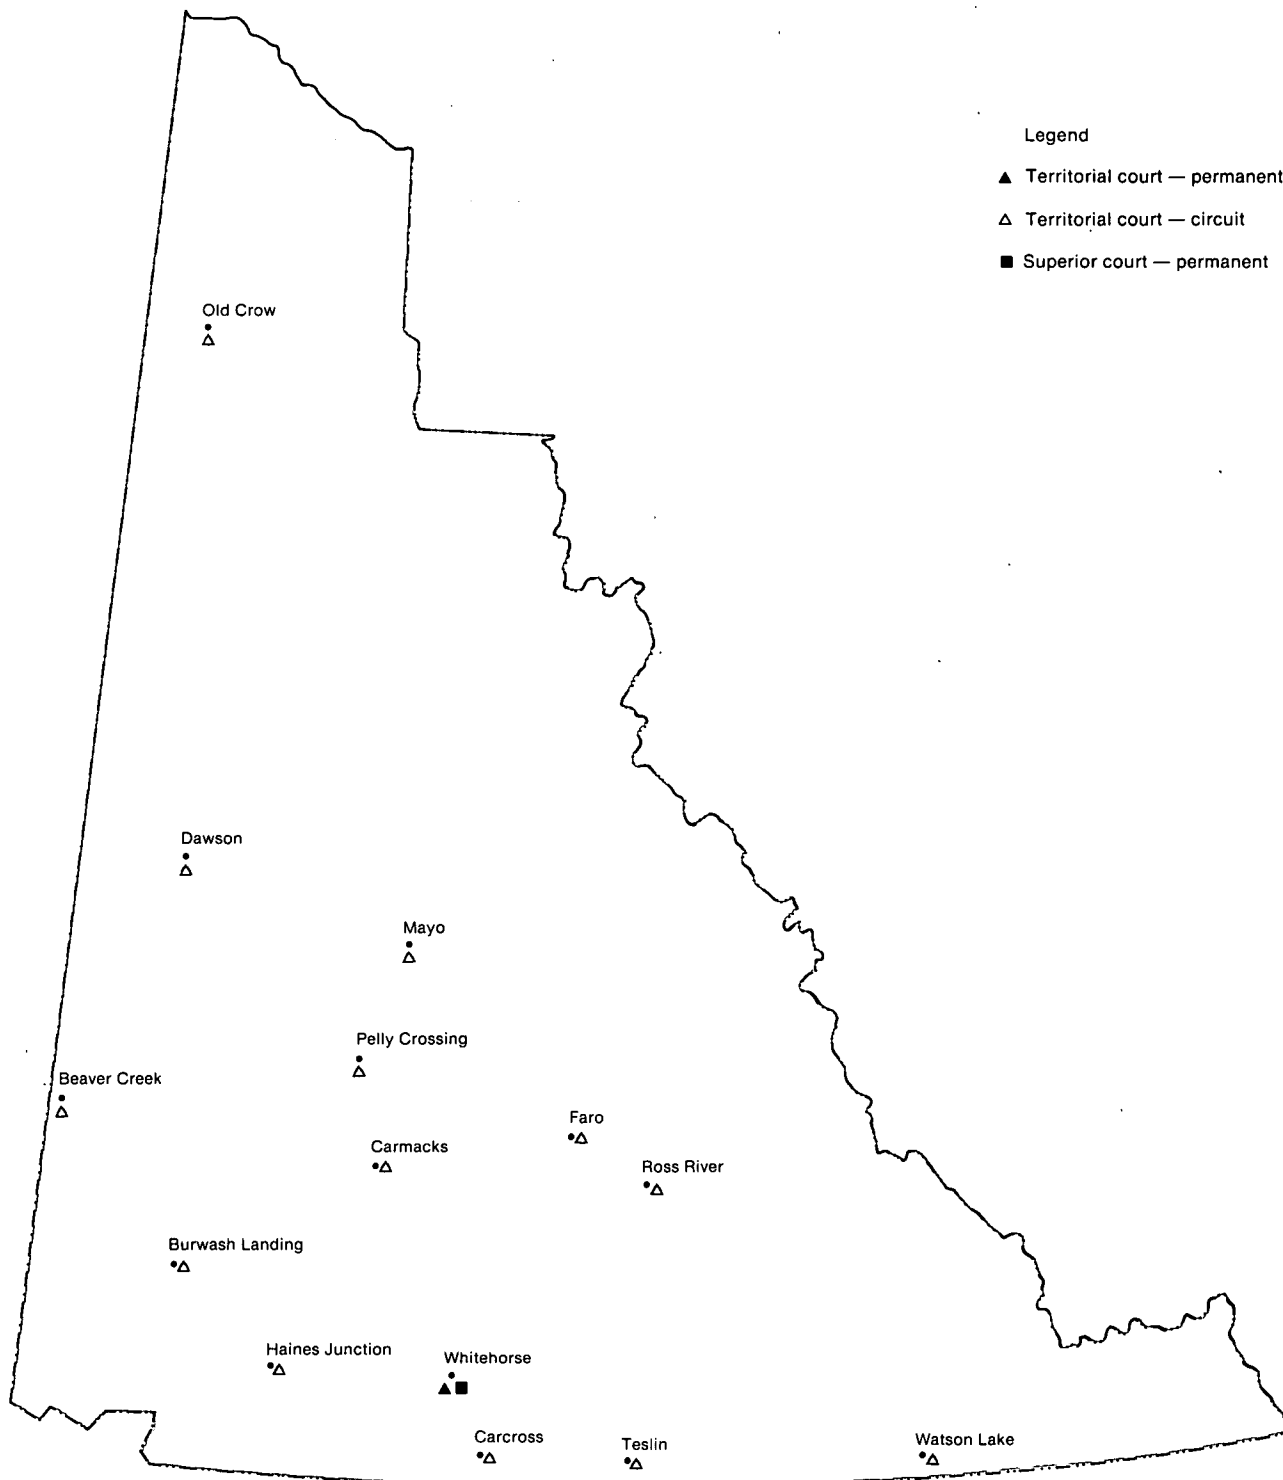 Legend
▲ Territorial court — permanent
△ Territorial court — circuit
■ Superior court — permanent
Old Crow
Dawson
Mayo
Pelly Crossing
Beaver Creek
Faro
Carmacks
Ross River
Burwash Landing
Haines Junction
Whitehorse
Carcross
Teslin
Watson Lake